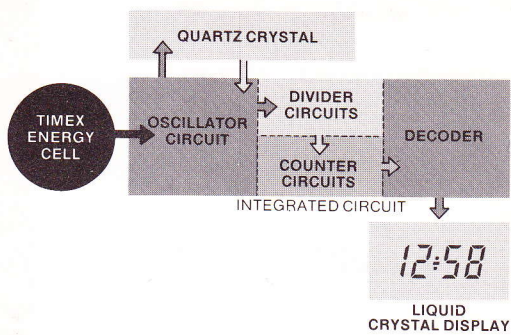 QUARTZ CRYSTAL
TIMEX
ENERGY
CELL
OSCILLATOR
CIRCUIT
DIVIDER
CIRCUITS
COUNTER
CIRCUITS
DECODER
INTEGRATED CIRCUIT
12:58
LIQUID
CRYSTAL DISPLAY